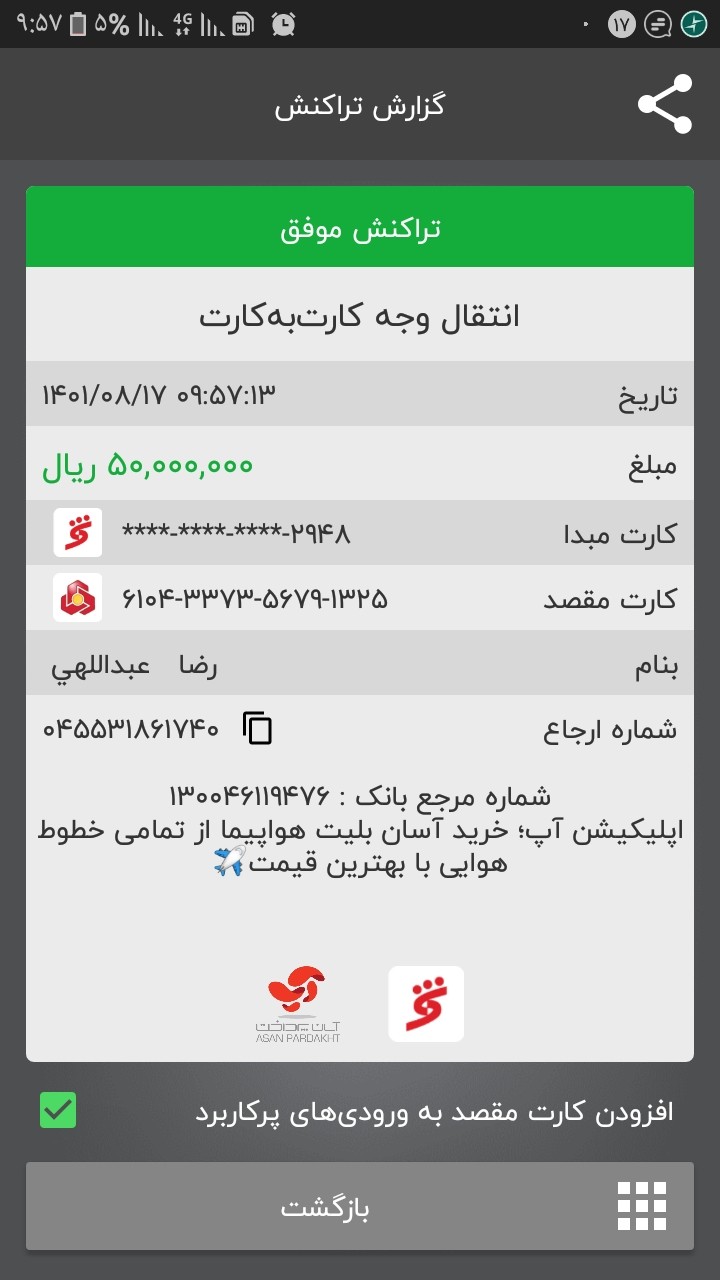 ۹:۵۷ ۵% 4G ۱۷
گزارش تراکنش
تراکنش موفق
انتقال وجه کارت‌به‌کارت
تاریخ ۱۴۰۱/۰۸/۱۷ ۰۹:۵۷:۱۳
مبلغ ۵۰,۰۰۰,۰۰۰ ریال
کارت مبدا ****-****-****-۲۹۴۸
کارت مقصد ۶۱۰۴-۳۳۷۳-۵۶۷۹-۱۳۲۵
بنام رضا عبداللهي
شماره ارجاع ۰۴۵۵۳۱۸۶۱۷۴۰
شماره مرجع بانک : ۱۳۰۰۴۶۱۱۹۴۷۶
اپلیکیشن آپ؛ خرید آسان بلیت هواپیما از تمامی خطوط
هوایی با بهترین قیمت✈️
آسان پرداخت
ASAN PARDAKHT
افزودن کارت مقصد به ورودی‌های پرکاربرد
بازگشت